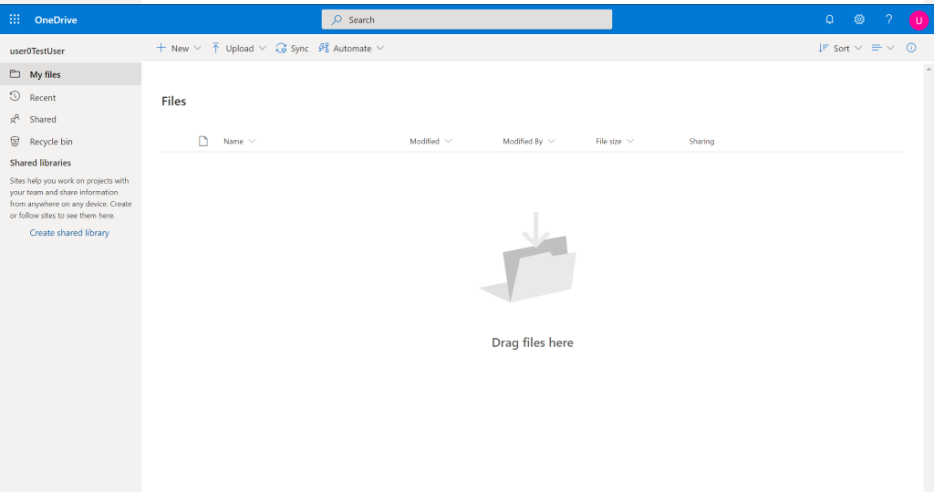 OneDrive
Search
?
U
user0TestUser
+ New
Upload
Sync
Automate
Sort
My files
Recent
Shared
Recycle bin
Shared libraries
Sites help you work on projects with
your team and share information
from anywhere on any device. Create
or follow sites to see them here.
Create shared library
Files
Name
Modified
Modified By
File size
Sharing
Drag files here